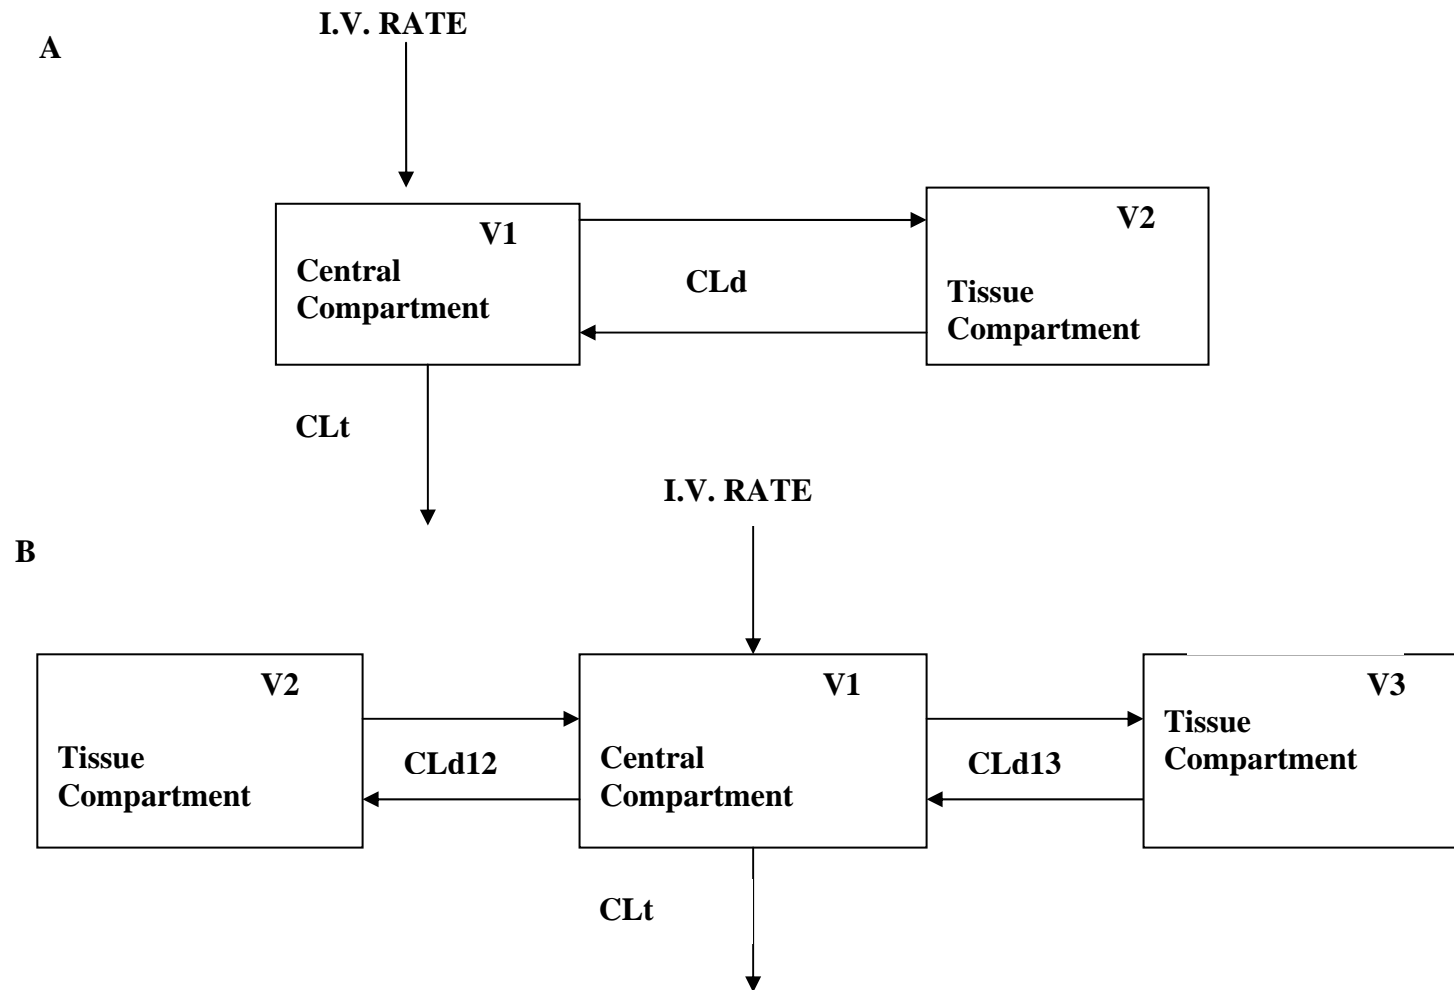 I.V. RATE
A
V1
Central
Compartment
CLd
V2
Tissue
Compartment
CLt
I.V. RATE
B
V2
Tissue
Compartment
CLd12
V1
Central
Compartment
CLd13
V3
Tissue
Compartment
CLt